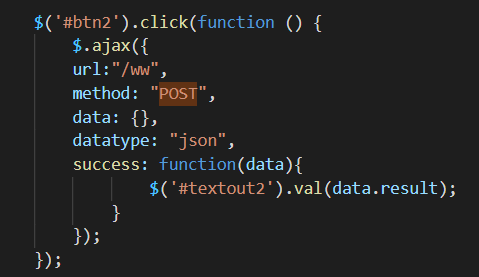 $('#btn2').click(function () {
$.ajax({
url:"/ww",
method: "POST",
data: {},
datatype: "json",
success: function(data){
$('#textout2').val(data.result);
}
});
});